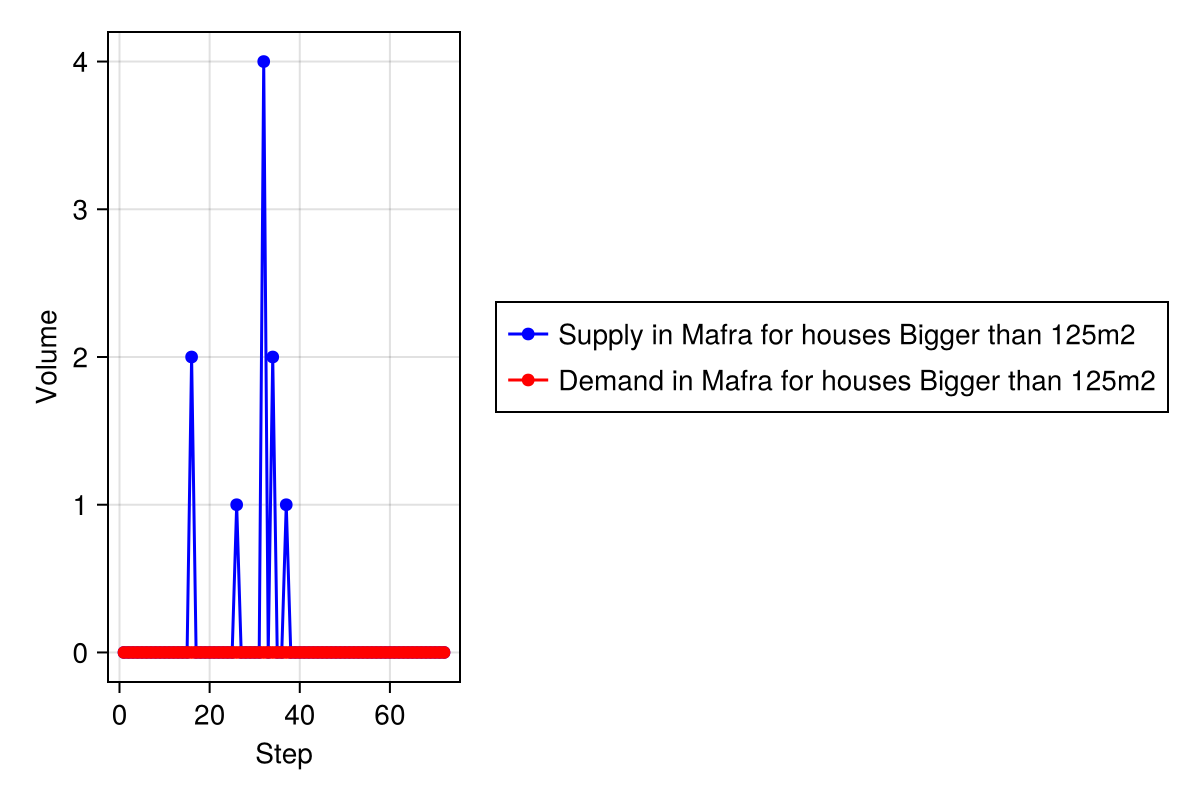 4
3
2
1
0
Volume
0 20 40 60
Step
Supply in Mafra for houses Bigger than 125m2
Demand in Mafra for houses Bigger than 125m2